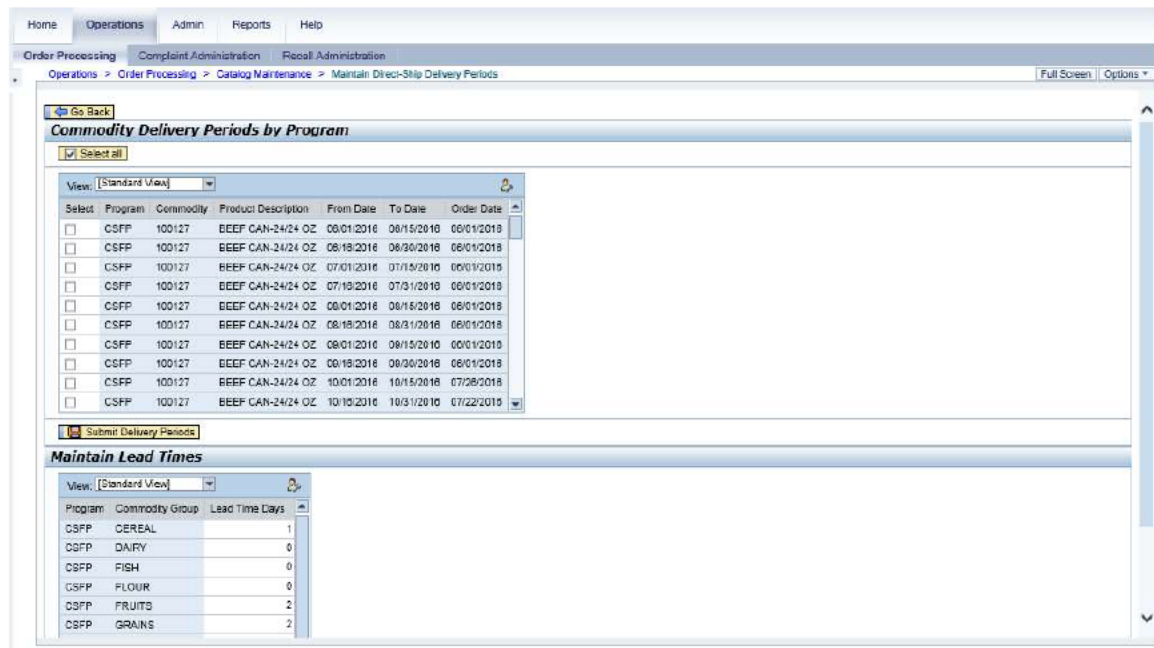 Home Operations Admin Reports Help
Order Processing Complaint Administration Recall Administration
Operations > Order Processing > Catalog Maintenance > Maintain Direct-Ship Delivery Periods Full Screen Options
Go Back
Commodity Delivery Periods by Program
Select all
View: [Standard View]
Select Program Commodity Product Description From Date To Date Order Date
CSFP 100127 BEEF CAN-24/24 OZ 06/01/2016 06/15/2016 06/01/2016
CSFP 100127 BEEF CAN-24/24 OZ 06/16/2016 06/30/2016 06/01/2016
CSFP 100127 BEEF CAN-24/24 OZ 07/01/2016 07/15/2016 06/01/2016
CSFP 100127 BEEF CAN-24/24 OZ 07/16/2016 07/31/2016 06/01/2016
CSFP 100127 BEEF CAN-24/24 OZ 08/01/2016 08/15/2016 06/01/2016
CSFP 100127 BEEF CAN-24/24 OZ 08/16/2016 08/31/2016 06/01/2016
CSFP 100127 BEEF CAN-24/24 OZ 09/01/2016 09/15/2016 06/01/2016
CSFP 100127 BEEF CAN-24/24 OZ 09/16/2016 09/30/2016 06/01/2016
CSFP 100127 BEEF CAN-24/24 OZ 10/01/2016 10/15/2016
CSFP 100127 BEEF CAN-24/24 OZ 10/16/2016 10/31/2016 07/22/2016
Submit Delivery Periods
Maintain Lead Times
View: [Standard View]
Program Commodity Group Lead Time Days
CSFP CEREAL 1
CSFP DAIRY 0
CSFP FISH 0
CSFP FLOUR 0
CSFP FRUITS 2
CSFP GRAINS 2